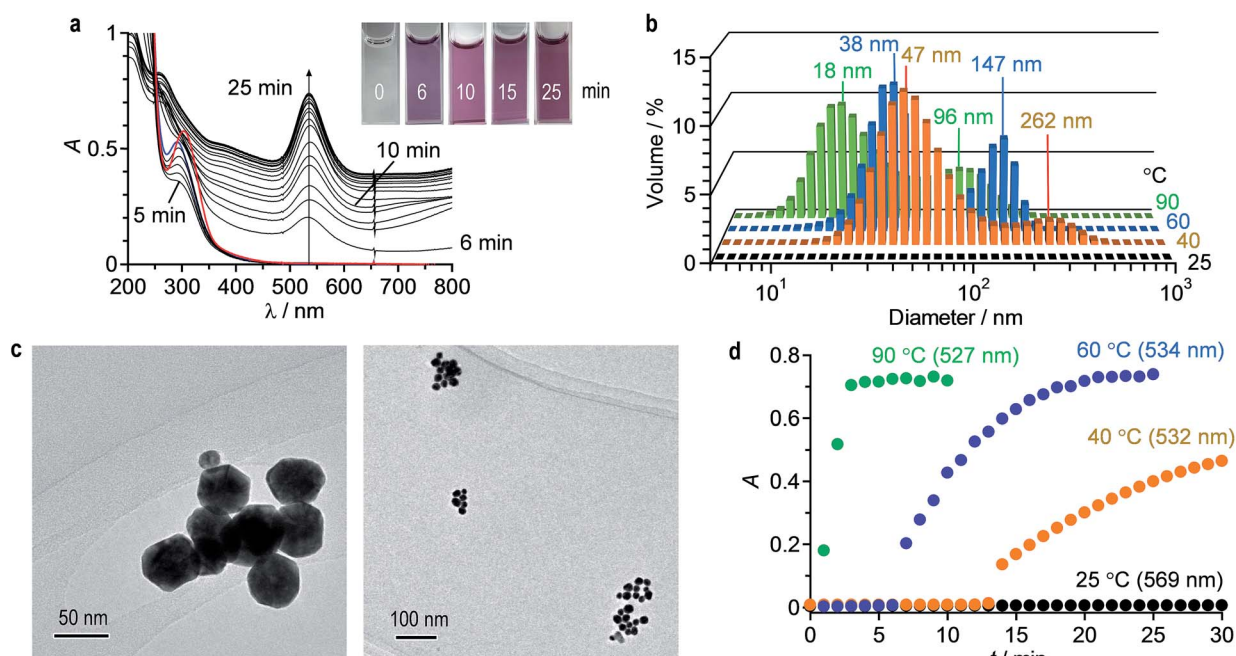 a
1
0.5
0
A
25 min
10 min
5 min
6 min
0
6
10
15
25
min
200 300 400 500 600 700 800
λ / nm
b
15
10
5
0
Volume / %
18 nm
38 nm
47 nm
96 nm
147 nm
262 nm
°C
90
60
40
25
10¹ 10² 10³
Diameter / nm
c
50 nm
100 nm
d
0.8
0.6
0.4
0.2
0
A
90 °C (527 nm)
60 °C (534 nm)
40 °C (532 nm)
25 °C (569 nm)
0 5 10 15 20 25 30
t / min